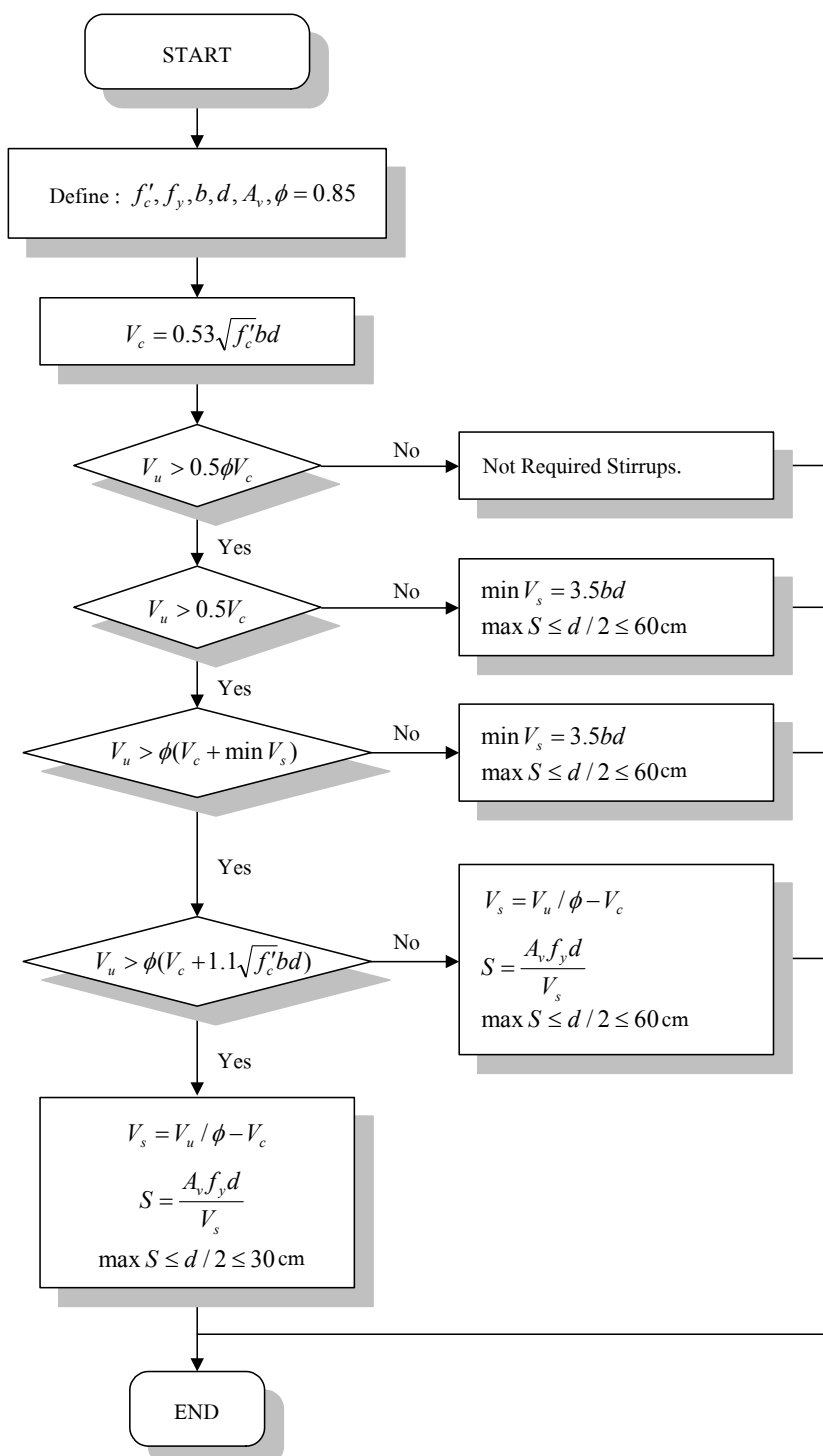 START
Define : f′c, fy, b, d, Av, ϕ = 0.85
Vc = 0.53√f′c bd
Vu > 0.5ϕVc
No
Not Required Stirrups.
Yes
Vu > 0.5Vc
No
min Vs = 3.5bd
max S ≤ d / 2 ≤ 60 cm
Yes
Vu > ϕ(Vc + min Vs)
No
min Vs = 3.5bd
max S ≤ d / 2 ≤ 60 cm
Yes
Vu > ϕ(Vc + 1.1√f′c bd)
No
Vs = Vu / ϕ − Vc
S = Av fy d / Vs
max S ≤ d / 2 ≤ 60 cm
Yes
Vs = Vu / ϕ − Vc
S = Av fy d / Vs
max S ≤ d / 2 ≤ 30 cm
END